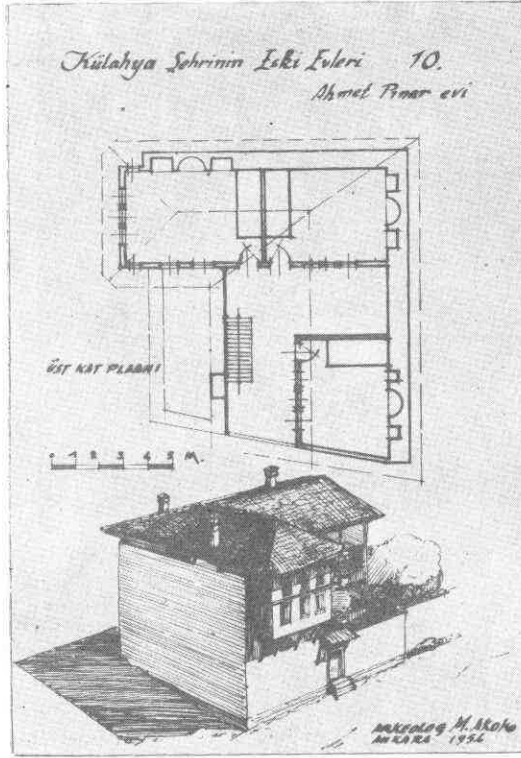 Kütahya Şehrinin Eski Evleri 10.
Ahmet Pınar evi
ÜST KAT PLANI
0 1 2 3 4 5 M.
ARKEOLOG M. Akok
ANKARA 1956